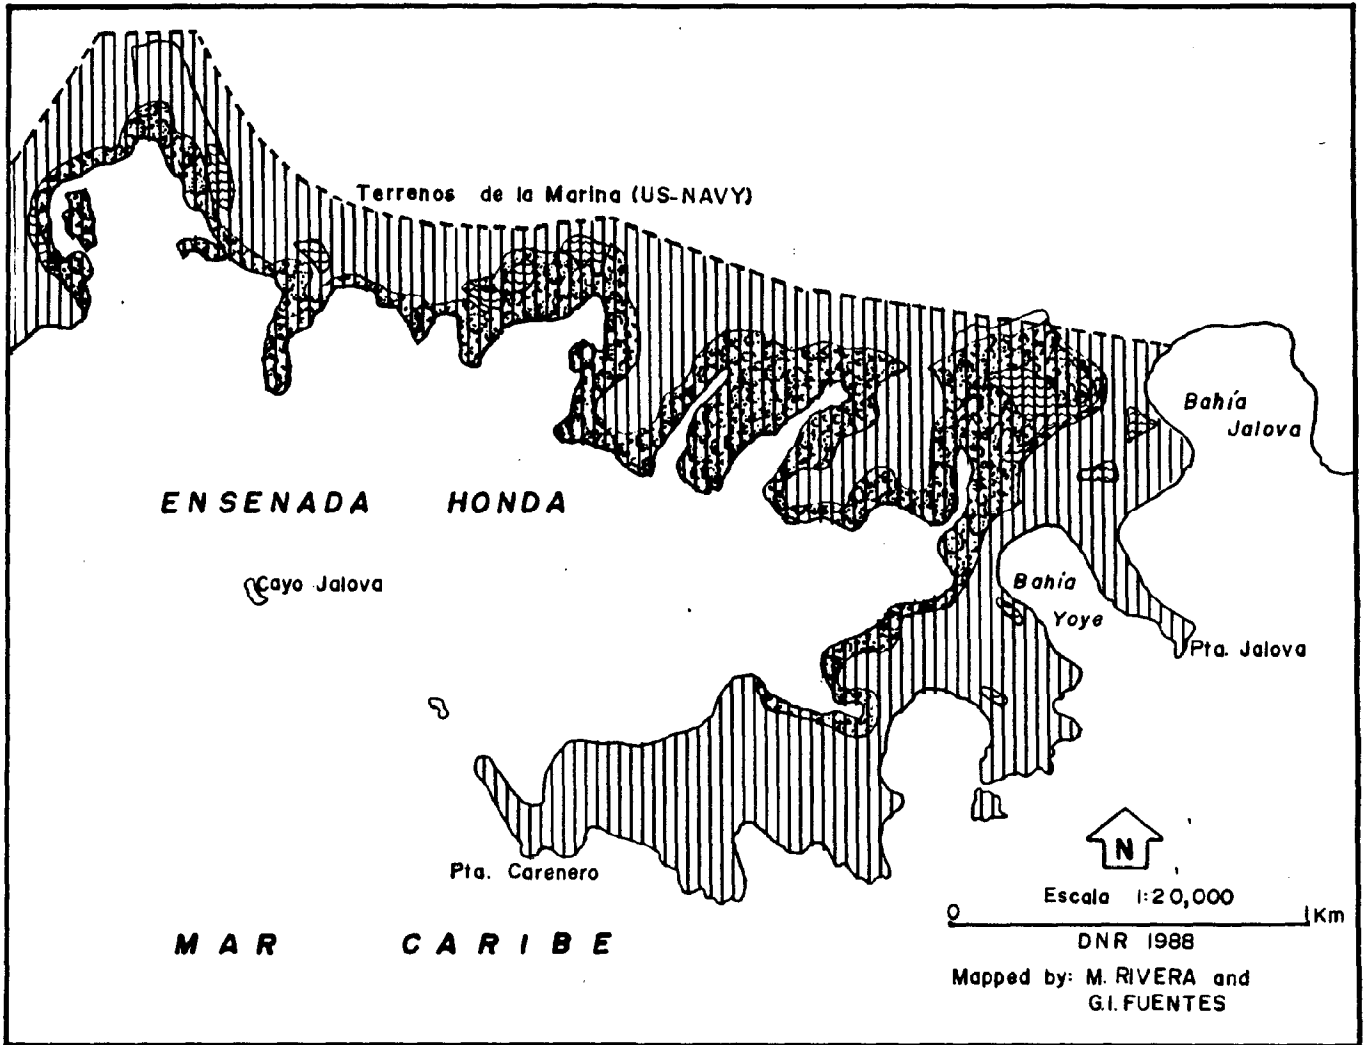 Terrenos de la Marina (US-NAVY)
Bahía
Jalova
ENSENADA HONDA
Cayo Jalova
Bahía
Yoye
Pta. Jalova
Pta. Carenero
N
Escala 1:20,000
0 1Km
MAR CARIBE
DNR 1988
Mapped by: M. RIVERA and
G.I. FUENTES